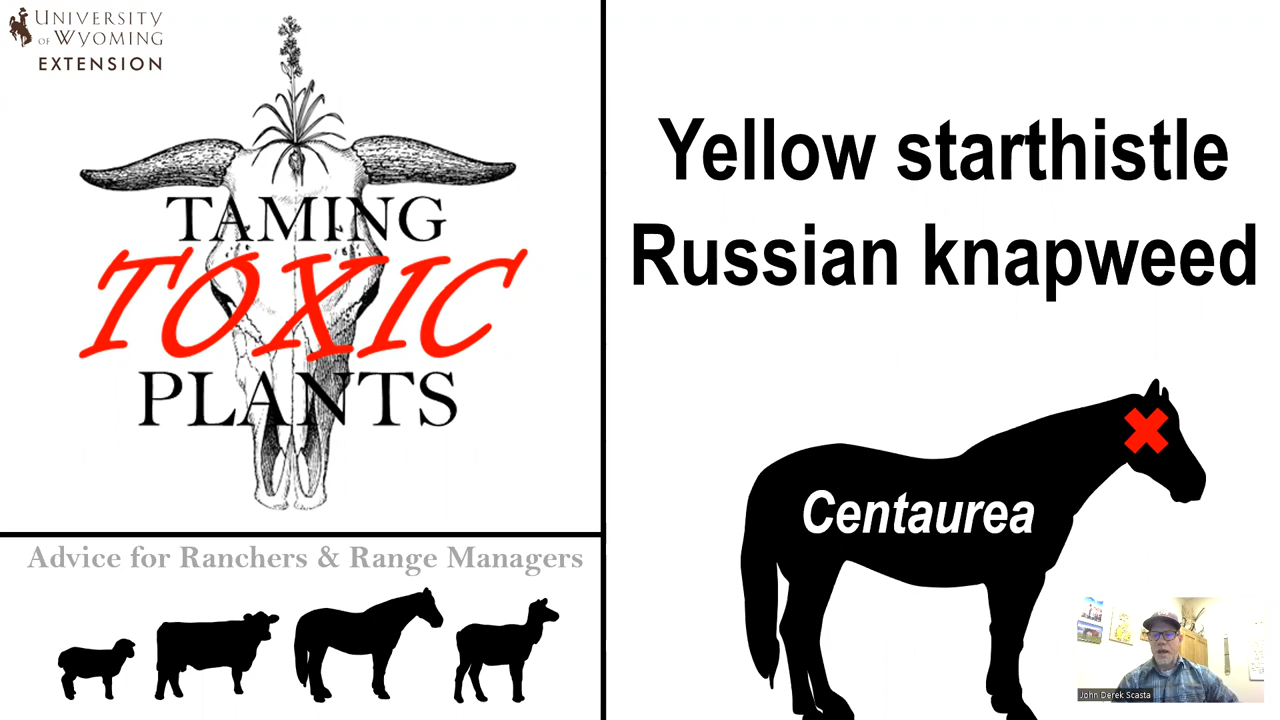 UNIVERSITY
OF WYOMING
EXTENSION
TAMING
TOXIC
PLANTS
Advice for Ranchers & Range Managers
Yellow starthistle
Russian knapweed
Centaurea
John Derek Scasta